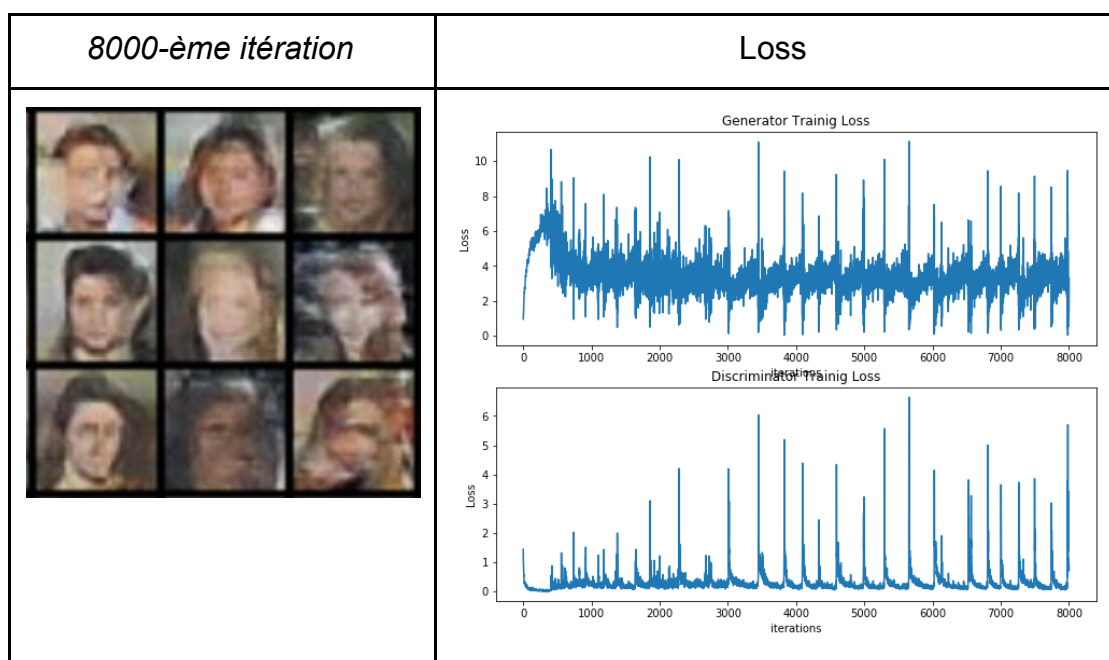 8000-ème itération
Loss
Generator Trainig Loss
10
8
6
4
2
0
Loss
0 1000 2000 3000 4000 5000 6000 7000 8000
iterations
Discriminator Trainig Loss
6
5
4
3
2
1
0
Loss
0 1000 2000 3000 4000 5000 6000 7000 8000
iterations